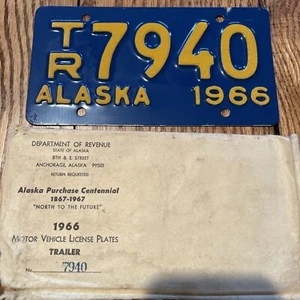 TR 7940
ALASKA 1966
DEPARTMENT OF REVENUE
STATE OF ALASKA
8TH & E. STREET
ANCHORAGE, ALASKA 99501
RETURN REQUESTED
Alaska Purchase Centennial
1867-1967
"NORTH TO THE FUTURE"
1966
MOTOR VEHICLE LICENSE PLATES
TRAILER
No. 7940